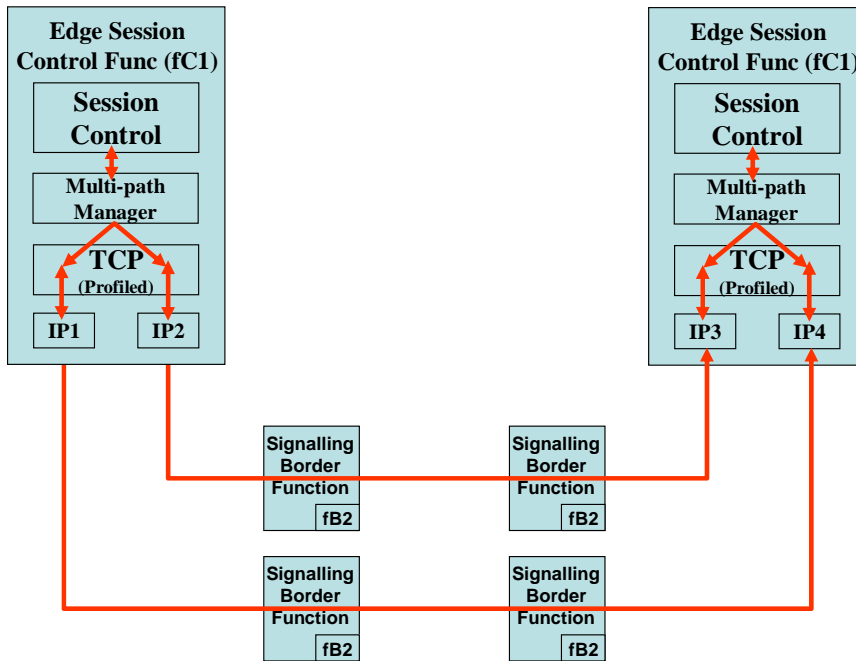 Edge Session
Control Func (fC1)
Session
Control
Multi-path
Manager
TCP
(Profiled)
IP1
IP2
Edge Session
Control Func (fC1)
Session
Control
Multi-path
Manager
TCP
(Profiled)
IP3
IP4
Signalling
Border
Function
fB2
Signalling
Border
Function
fB2
Signalling
Border
Function
fB2
Signalling
Border
Function
fB2